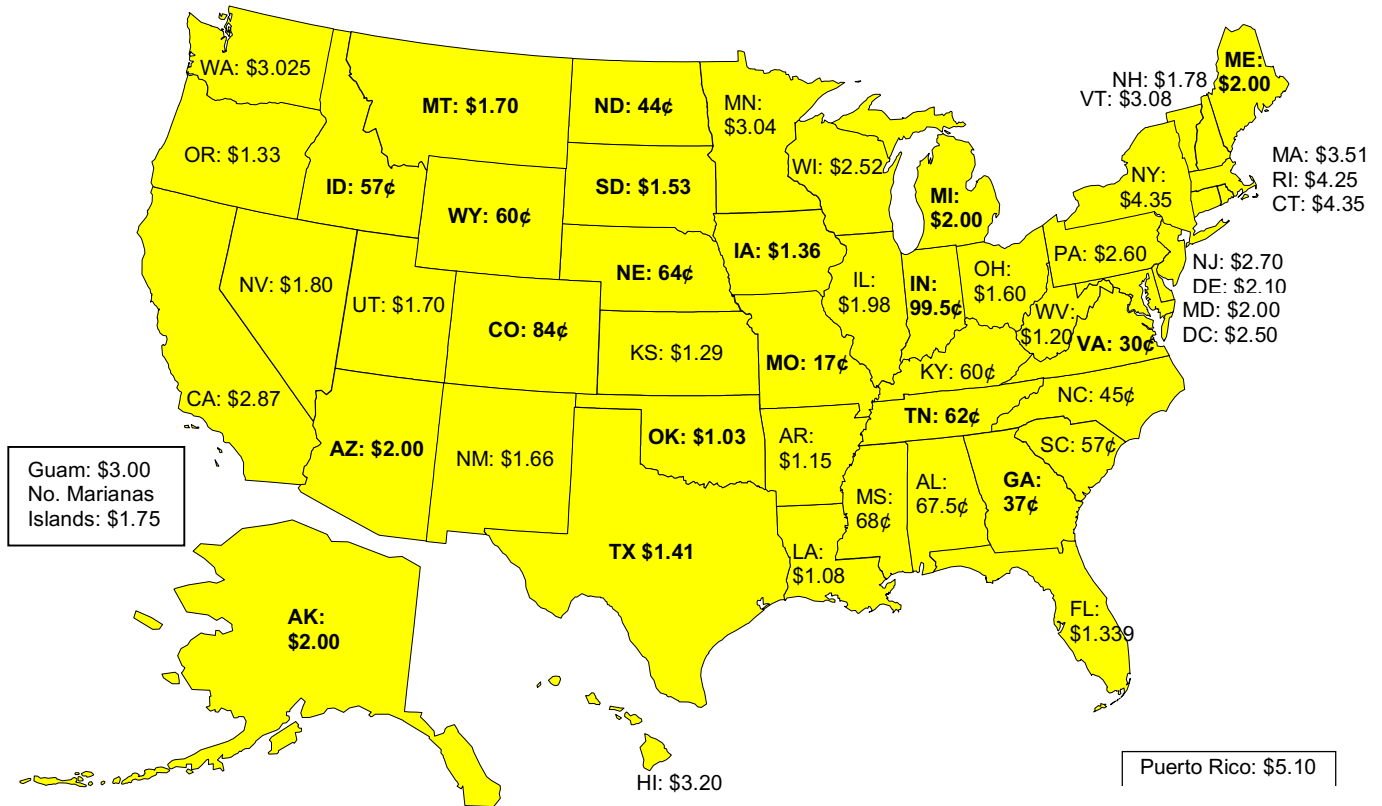 WA: $3.025
MT: $1.70
ND: 44¢
MN:
$3.04
NH: $1.78
VT: $3.08
ME:
$2.00
OR: $1.33
ID: 57¢
WY: 60¢
SD: $1.53
WI: $2.52
MI:
$2.00
NY:
$4.35
MA: $3.51
RI: $4.25
CT: $4.35
NV: $1.80
UT: $1.70
CO: 84¢
NE: 64¢
KS: $1.29
IA: $1.36
MO: 17¢
IL:
$1.98
IN:
99.5¢
OH:
$1.60
PA: $2.60
WV:
$1.20
VA: 30¢
NJ: $2.70
DE: $2.10
MD: $2.00
DC: $2.50
KY: 60¢
CA: $2.87
AZ: $2.00
NM: $1.66
OK: $1.03
AR:
$1.15
TN: 62¢
NC: 45¢
SC: 57¢
MS:
68¢
AL:
67.5¢
GA:
37¢
TX $1.41
LA:
$1.08
FL:
$1.339
Guam: $3.00
No. Marianas
Islands: $1.75
AK:
$2.00
HI: $3.20
Puerto Rico: $5.10